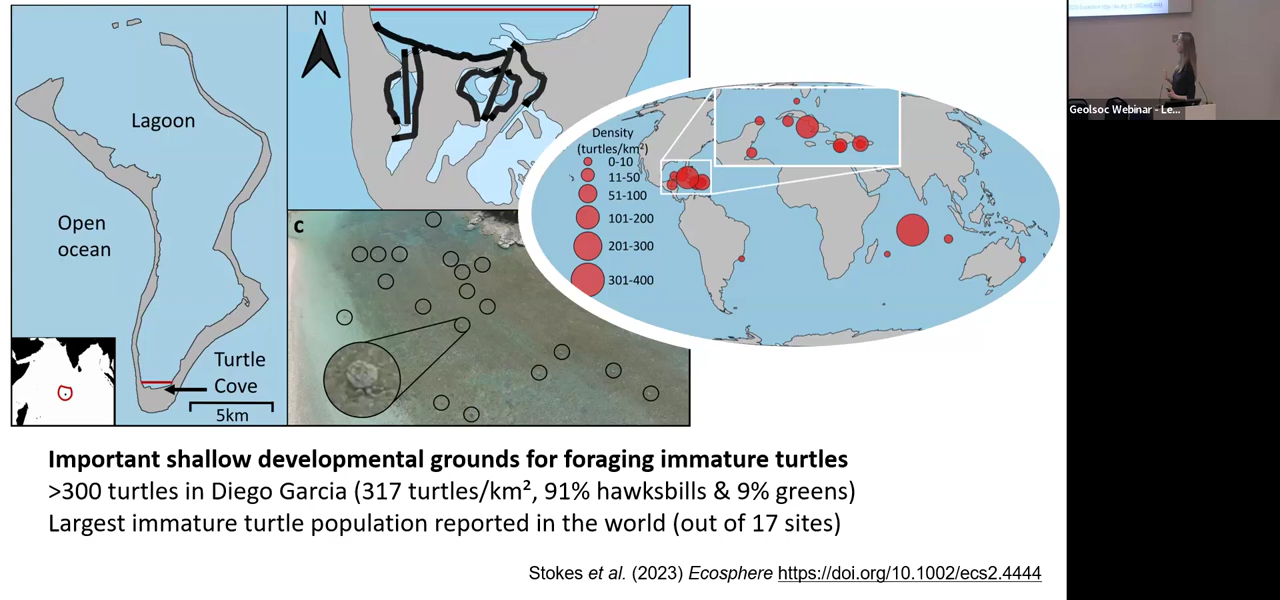 Lagoon
Open
ocean
Turtle
Cove
5km
N
c
Density
(turtles/km²)
0-10
11-50
51-100
101-200
201-300
301-400
Important shallow developmental grounds for foraging immature turtles
>300 turtles in Diego Garcia (317 turtles/km², 91% hawksbills & 9% greens)
Largest immature turtle population reported in the world (out of 17 sites)
Stokes et al. (2023) Ecosphere https://doi.org/10.1002/ecs2.4444
Geolsoc Webinar - Le...